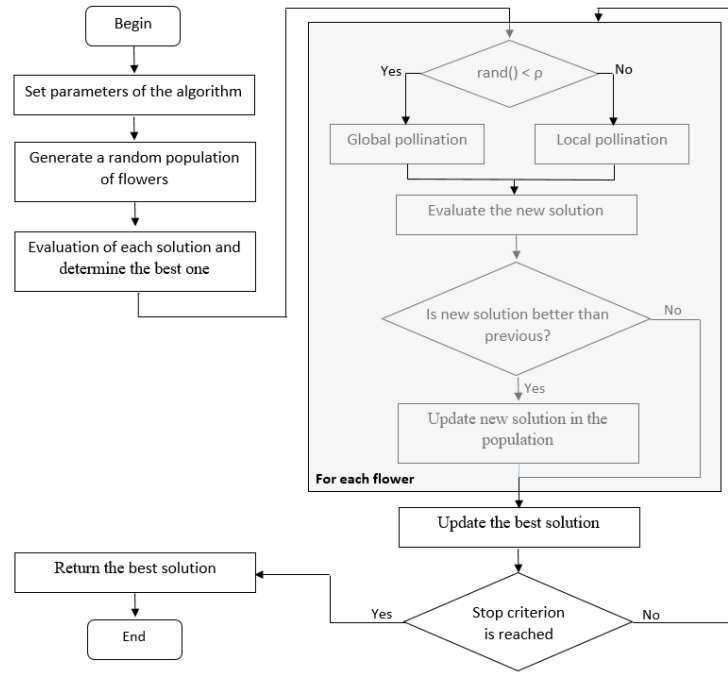 Begin
Set parameters of the algorithm
Generate a random population
of flowers
Evaluation of each solution and
determine the best one
rand() < ρ
Yes
No
Global pollination
Local pollination
Evaluate the new solution
Is new solution better than
previous?
No
Yes
Update new solution in the
population
For each flower
Update the best solution
Stop criterion
is reached
Yes
No
Return the best solution
End